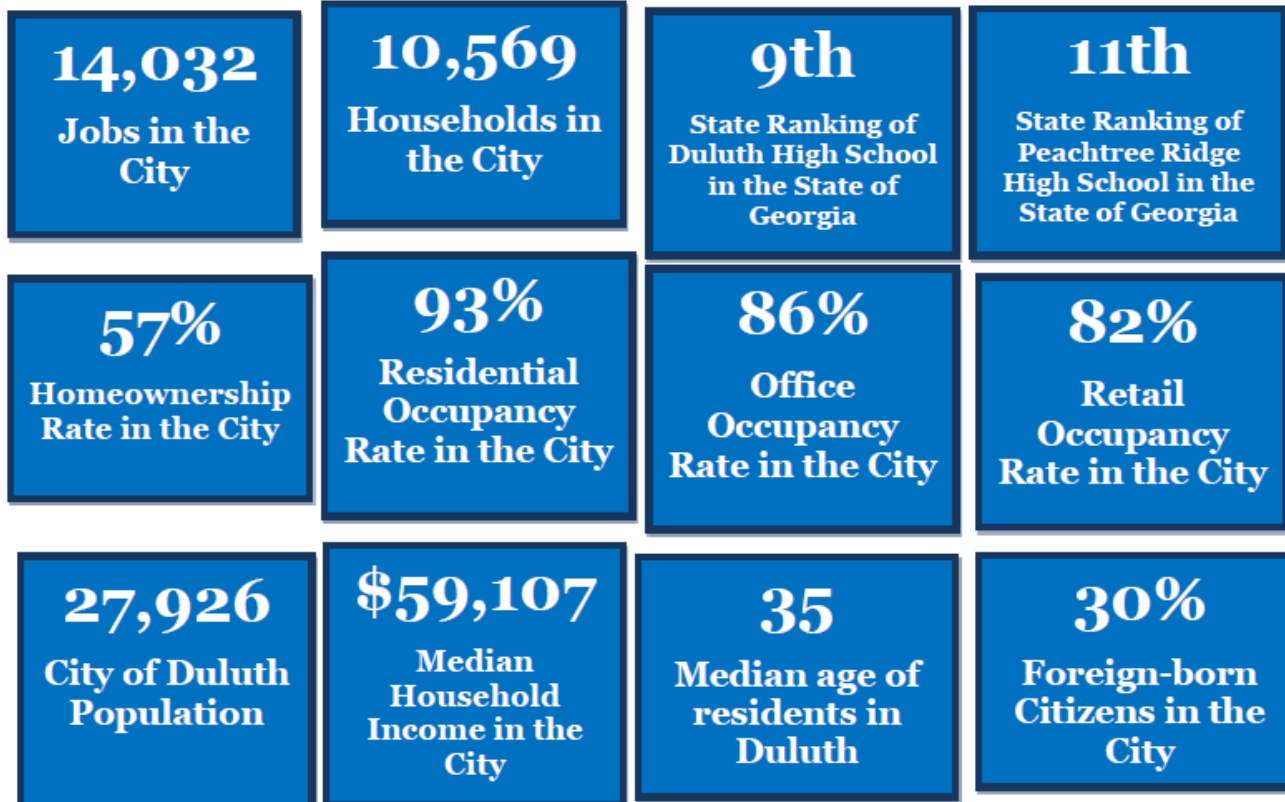 14,032
Jobs in the
City
10,569
Households in
the City
9th
State Ranking of
Duluth High School
in the State of
Georgia
11th
State Ranking of
Peachtree Ridge
High School in the
State of Georgia
57%
Homeownership
Rate in the City
93%
Residential
Occupancy
Rate in the City
86%
Office
Occupancy
Rate in the City
82%
Retail
Occupancy
Rate in the City
27,926
City of Duluth
Population
$59,107
Median
Household
Income in the
City
35
Median age of
residents in
Duluth
30%
Foreign-born
Citizens in the
City